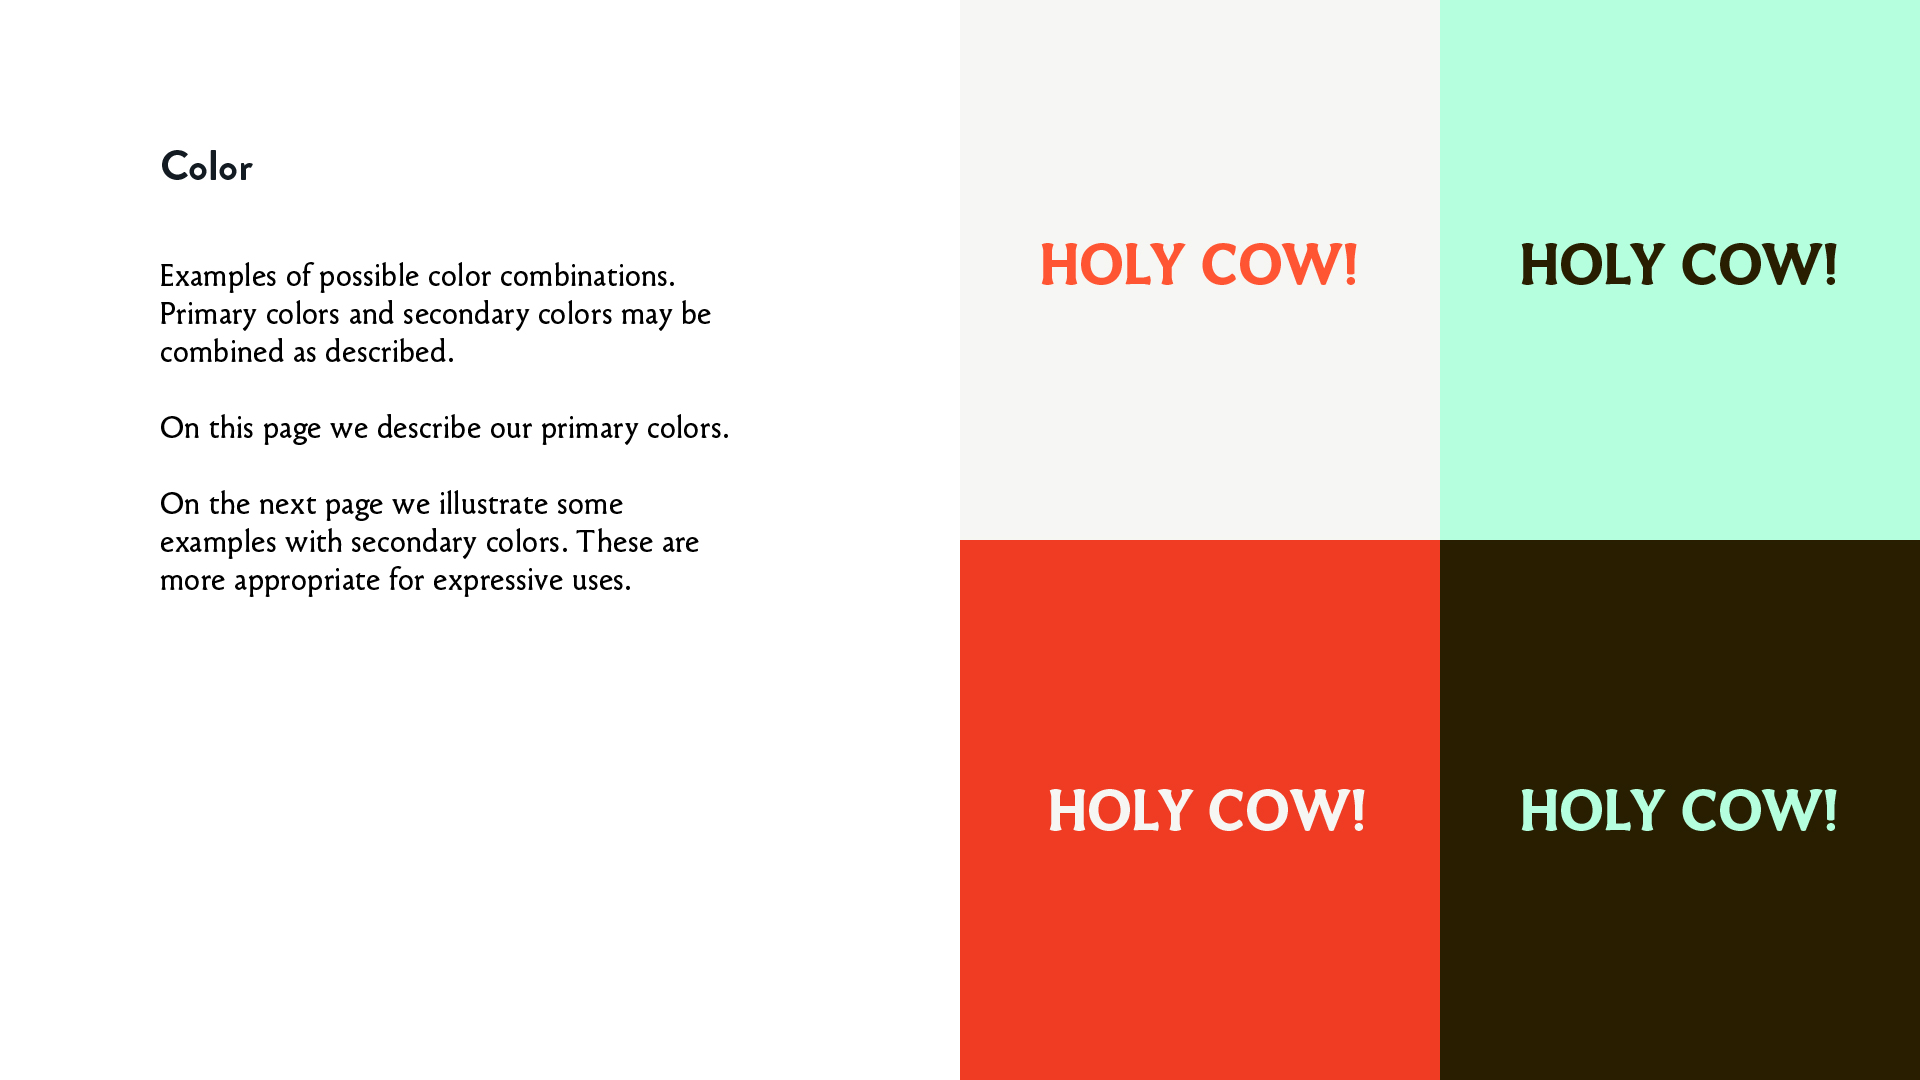 Color
Examples of possible color combinations.
Primary colors and secondary colors may be
combined as described.
On this page we describe our primary colors.
On the next page we illustrate some
examples with secondary colors. These are
more appropriate for expressive uses.
HOLY COW!
HOLY COW!
HOLY COW!
HOLY COW!